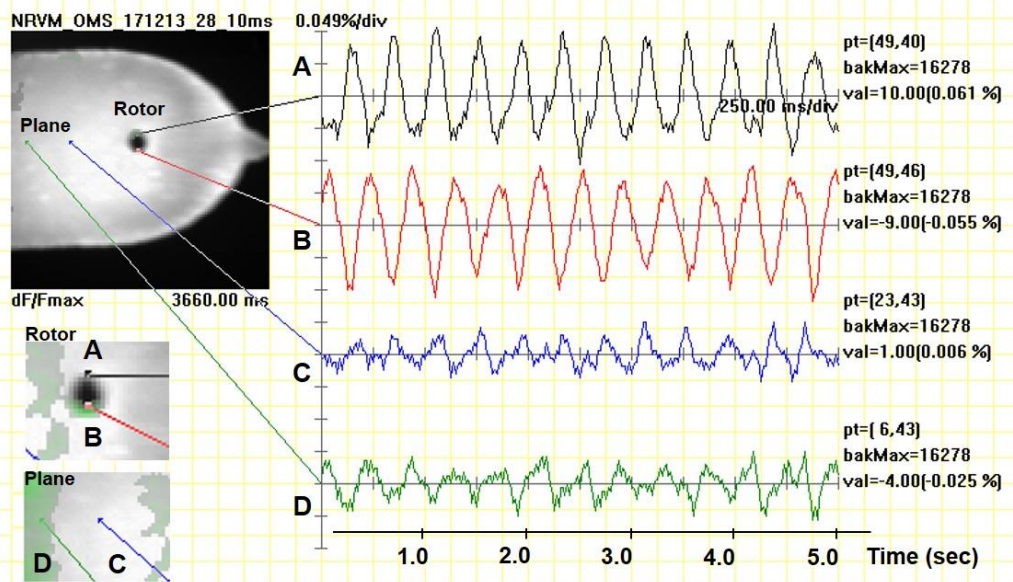 NRVM_OMS_171213_28_10ms
0.049%/div
A
pt=(49,40)
bakMax=16278
val=10.00(0.061 %)
250.00 ms/div
Rotor
Plane
B
pt=(49,46)
bakMax=16278
val=-9.00(-0.055 %)
dF/Fmax
3660.00 ms
C
pt=(23,43)
bakMax=16278
val=1.00(0.006 %)
Rotor
A
B
D
pt=( 6,43)
bakMax=16278
val=-4.00(-0.025 %)
Plane
D
C
1.0
2.0
3.0
4.0
5.0
Time (sec)